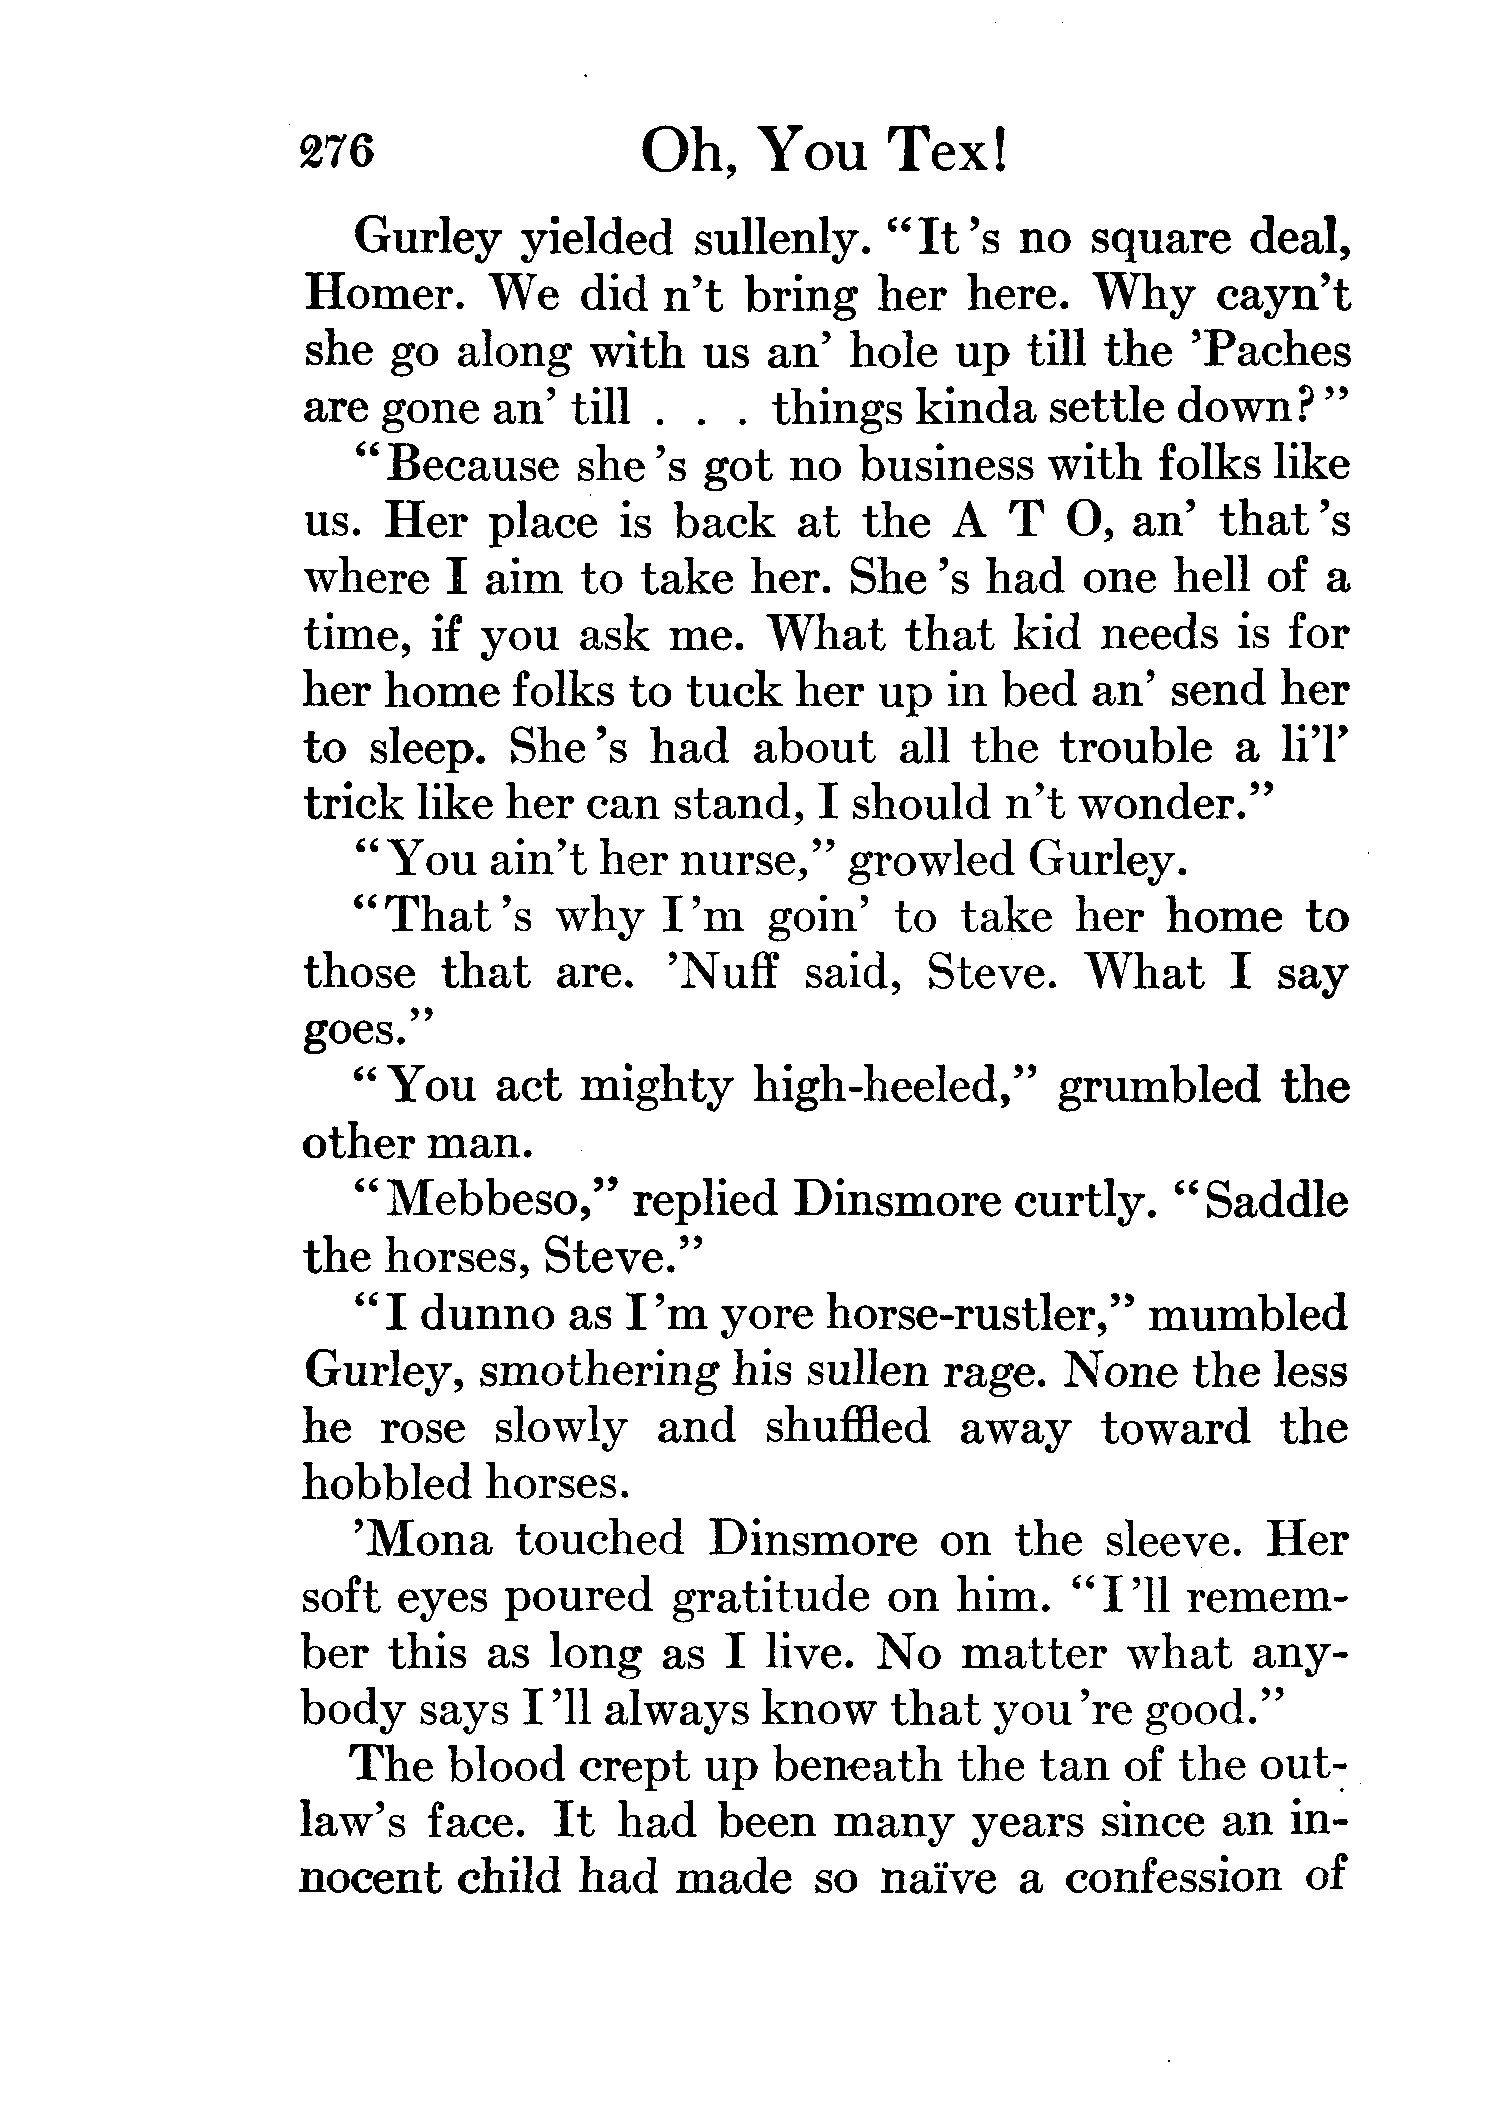 276 Oh, You Tex!
Gurley yielded sullenly. “It ’s no square deal,
Homer. We did n’t bring her here. Why cayn’t
she go along with us an’ hole up till the ’Paches
are gone an’ till . . . things kinda settle down?”
“Because she ’s got no business with folks like
us. Her place is back at the A T O, an’ that ’s
where I aim to take her. She ’s had one hell of a
time, if you ask me. What that kid needs is for
her home folks to tuck her up in bed an’ send her
to sleep. She ’s had about all the trouble a li’l’
trick like her can stand, I should n’t wonder.”
“You ain’t her nurse,” growled Gurley.
“That ’s why I ’m goin’ to take her home to
those that are. ’Nuff said, Steve. What I say
goes.”
“You act mighty high-heeled,” grumbled the
other man.
“Mebbeso,” replied Dinsmore curtly. “Saddle
the horses, Steve.”
“I dunno as I ’m yore horse-rustler,” mumbled
Gurley, smothering his sullen rage. None the less
he rose slowly and shuffled away toward the
hobbled horses.
’Mona touched Dinsmore on the sleeve. Her
soft eyes poured gratitude on him. “I ’ll remem-
ber this as long as I live. No matter what any-
body says I ’ll always know that you ’re good.”
The blood crept up beneath the tan of the out-
law’s face. It had been many years since an in-
nocent child had made so naïve a confession of